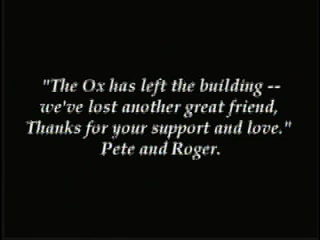 "The Ox has left the building --
we've lost another great friend,
Thanks for your support and love."
Pete and Roger.